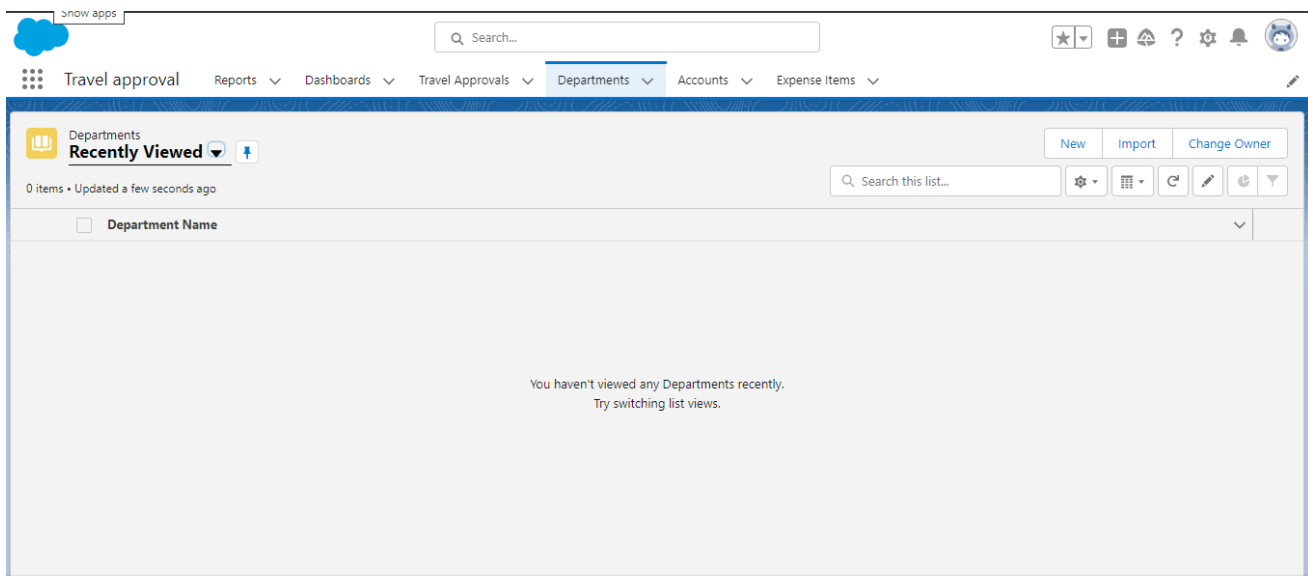 Show apps
Search...
Travel approval Reports Dashboards Travel Approvals Departments Accounts Expense Items
Departments
Recently Viewed
New Import Change Owner
0 items • Updated a few seconds ago
Search this list...
Department Name
You haven't viewed any Departments recently.
Try switching list views.